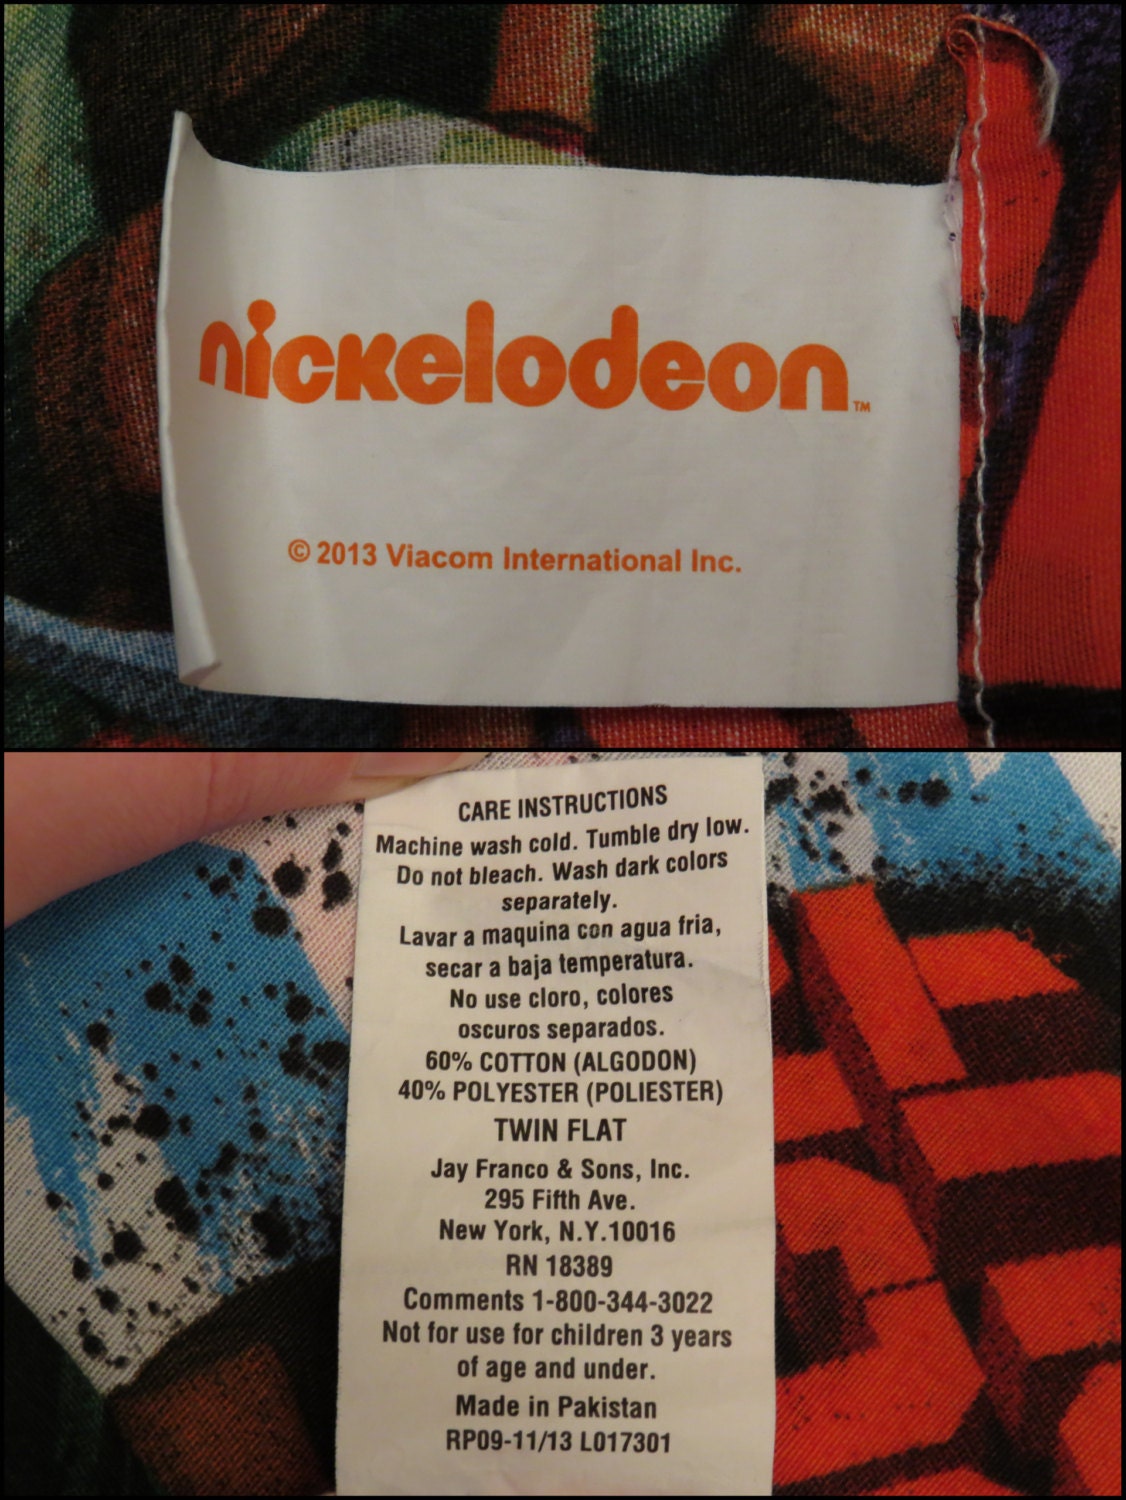 nickelodeon™
© 2013 Viacom International Inc.
CARE INSTRUCTIONS
Machine wash cold. Tumble dry low.
Do not bleach. Wash dark colors
separately.
Lavar a maquina con agua fria,
secar a baja temperatura.
No use cloro, colores
oscuros separados.
60% COTTON (ALGODON)
40% POLYESTER (POLIESTER)
TWIN FLAT
Jay Franco & Sons, Inc.
295 Fifth Ave.
New York, N.Y.10016
RN 18389
Comments 1-800-344-3022
Not for use for children 3 years
of age and under.
Made in Pakistan
RP09-11/13 L017301